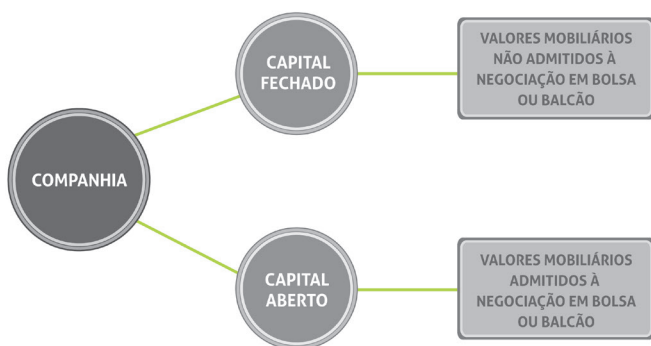 COMPANHIA
CAPITAL
FECHADO
VALORES MOBILIÁRIOS
NÃO ADMITIDOS À
NEGOCIAÇÃO EM BOLSA
OU BALCÃO
CAPITAL
ABERTO
VALORES MOBILIÁRIOS
ADMITIDOS À
NEGOCIAÇÃO EM BOLSA
OU BALCÃO